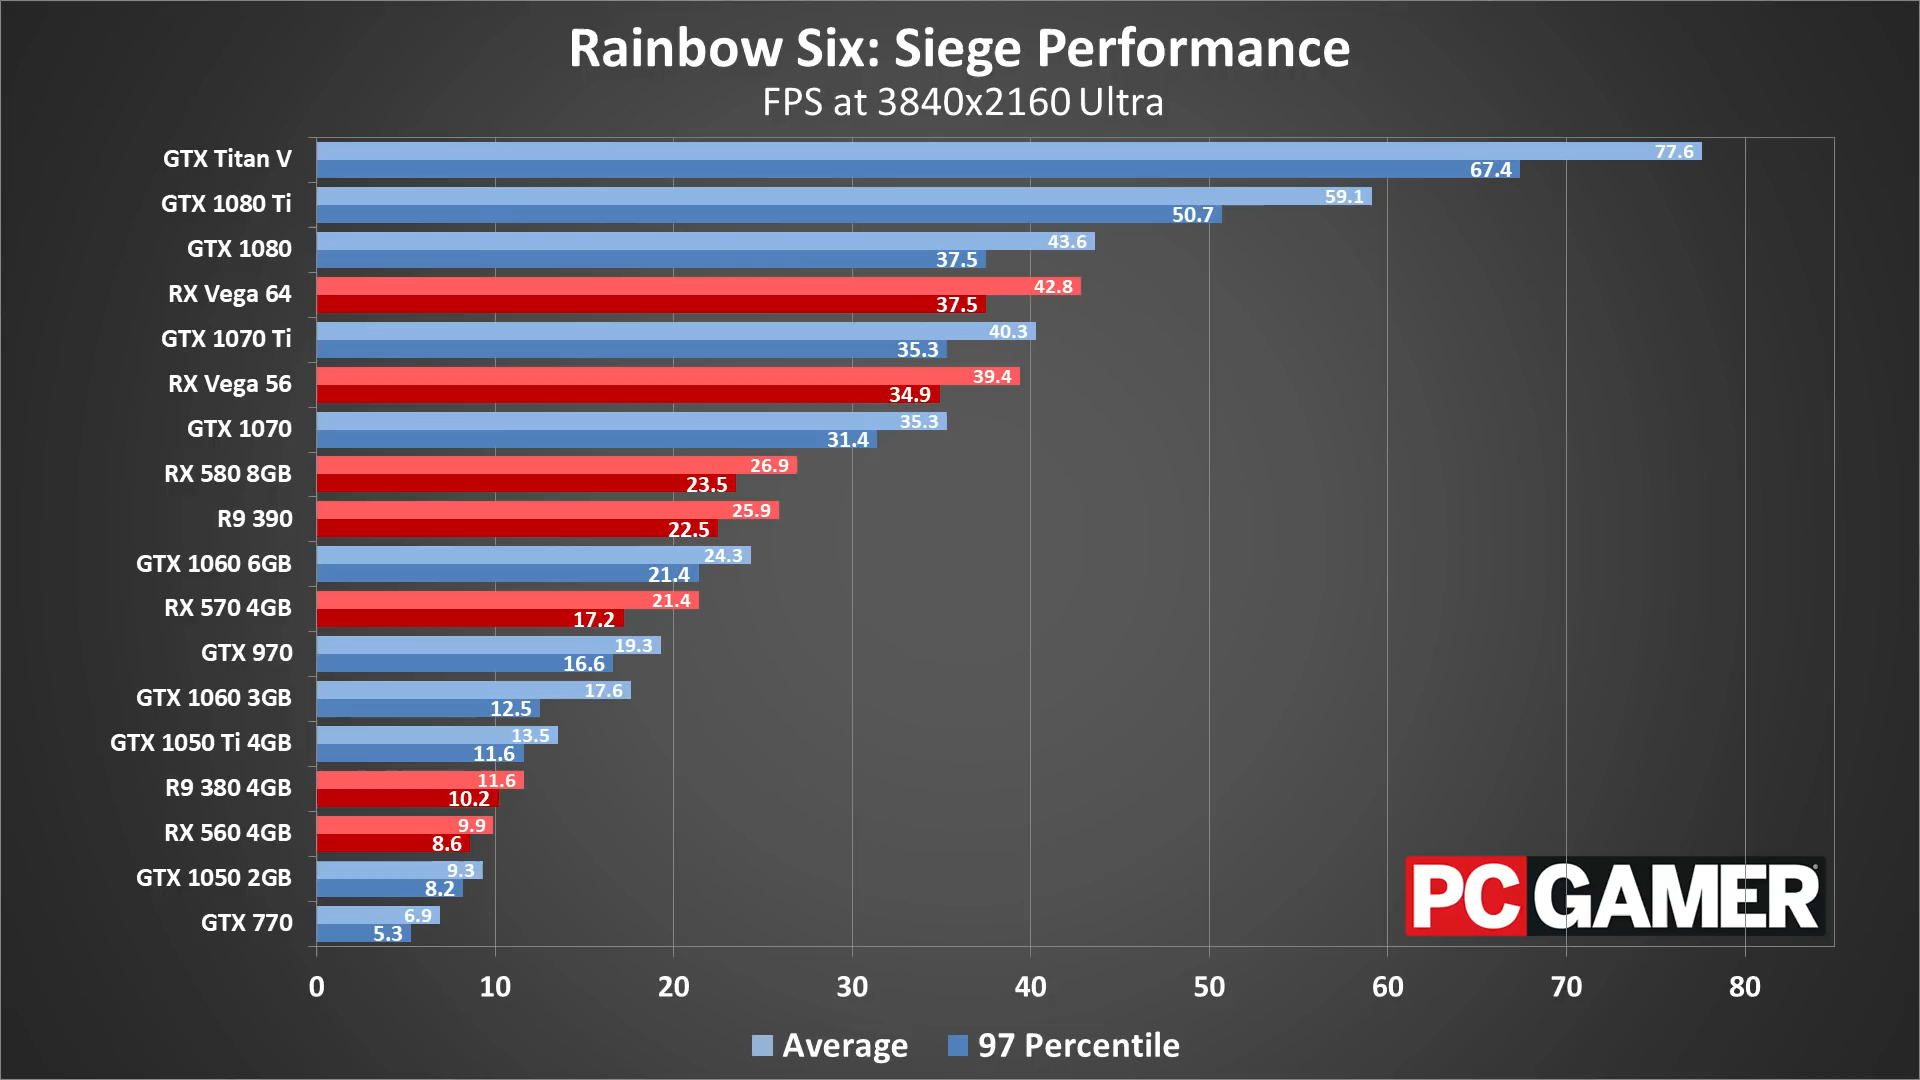 Rainbow Six: Siege Performance
FPS at 3840x2160 Ultra
GTX Titan V 77.6 67.4
GTX 1080 Ti 59.1 50.7
GTX 1080 43.6 37.5
RX Vega 64 42.8 37.5
GTX 1070 Ti 40.3 35.3
RX Vega 56 39.4 34.9
GTX 1070 35.3 31.4
RX 580 8GB 26.9 23.5
R9 390 25.9 22.5
GTX 1060 6GB 24.3 21.4
RX 570 4GB 21.4 17.2
GTX 970 19.3 16.6
GTX 1060 3GB 17.6 12.5
GTX 1050 Ti 4GB 13.5 11.6
R9 380 4GB 11.6 10.2
RX 560 4GB 9.9 8.6
GTX 1050 2GB 9.3 8.2
GTX 770 6.9 5.3
PC GAMER
0 10 20 30 40 50 60 70 80
Average 97 Percentile